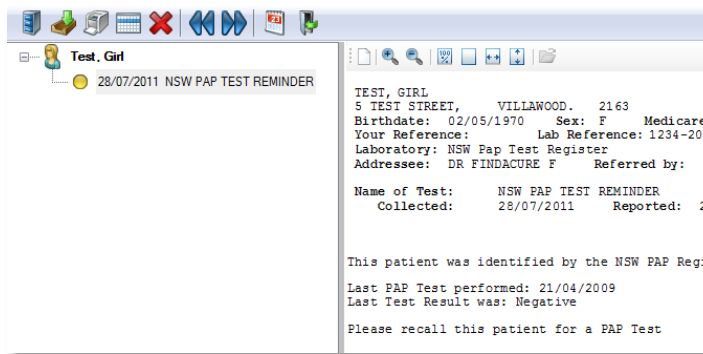 23
Test, Girl
28/07/2011 NSW PAP TEST REMINDER
TEST, GIRL
5 TEST STREET, VILLAWOOD. 2163
Birthdate: 02/05/1970 Sex: F Medicare
Your Reference: Lab Reference: 1234-20
Laboratory: NSW Pap Test Register
Addressee: DR FINDACURE F Referred by:
Name of Test: NSW PAP TEST REMINDER
Collected: 28/07/2011 Reported: 2
This patient was identified by the NSW PAP Reg
Last PAP Test performed: 21/04/2009
Last Test Result was: Negative
Please recall this patient for a PAP Test